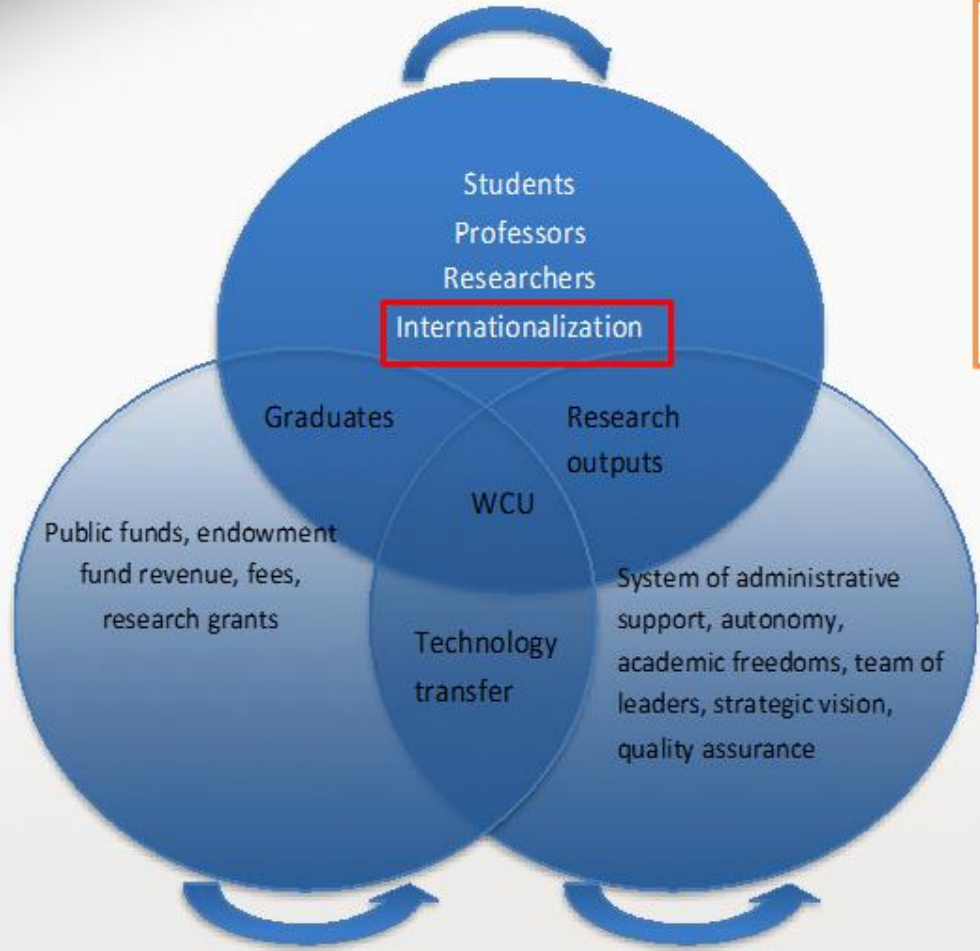 Students
Professors
Researchers
Internationalization
Graduates
Research
outputs
WCU
Public funds, endowment
fund revenue, fees,
research grants
System of administrative
support, autonomy,
academic freedoms, team of
leaders, strategic vision,
quality assurance
Technology
transfer